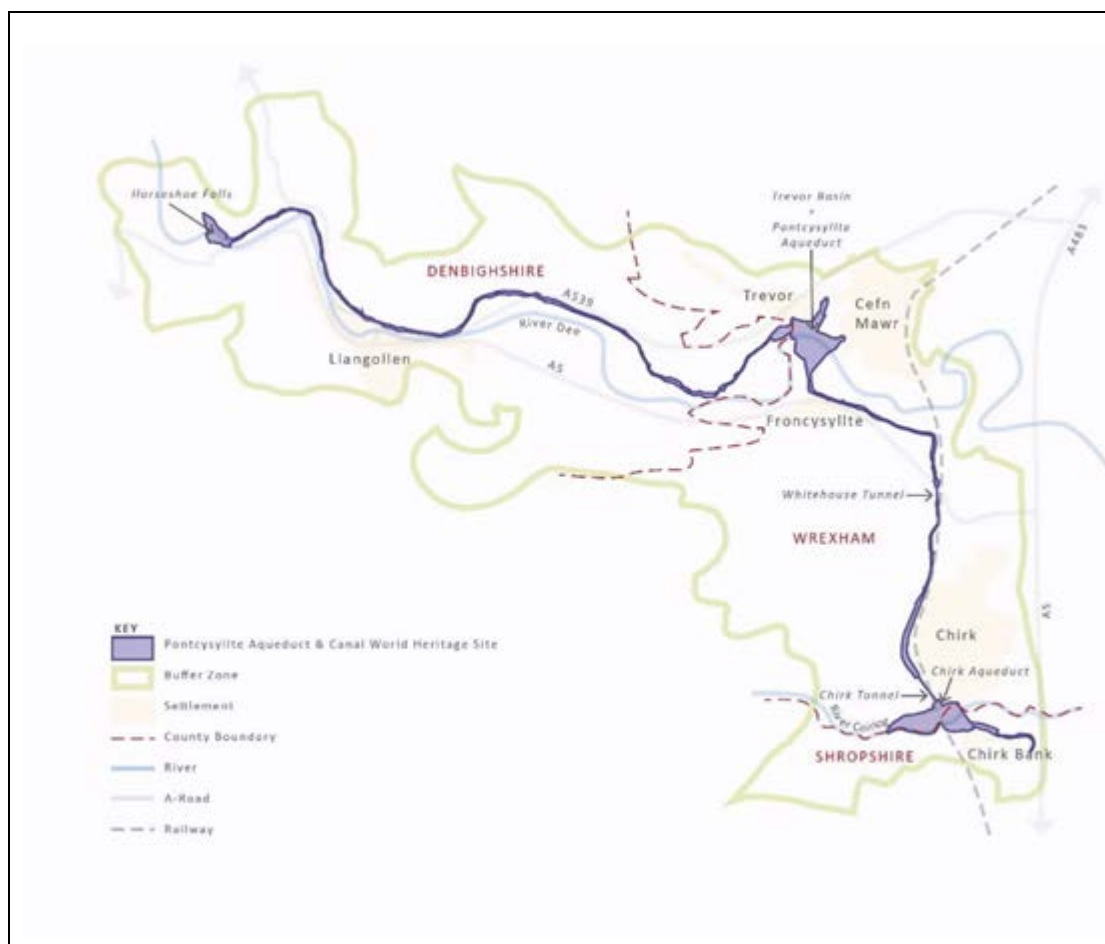 Horseshoe Falls
Trevor Basin
+
Pontcysyllte
Aqueduct
A483
DENBIGHSHIRE
A539
Trevor
Cefn
Mawr
River Dee
Llangollen
A5
Froncysyllte
Whitehouse Tunnel
WREXHAM
A5
Chirk
Chirk Aqueduct
Chirk Tunnel
River Ceiriog
SHROPSHIRE
Chirk Bank
KEY
Pontcysyllte Aqueduct & Canal World Heritage Site
Buffer Zone
Settlement
County Boundary
River
A-Road
Railway